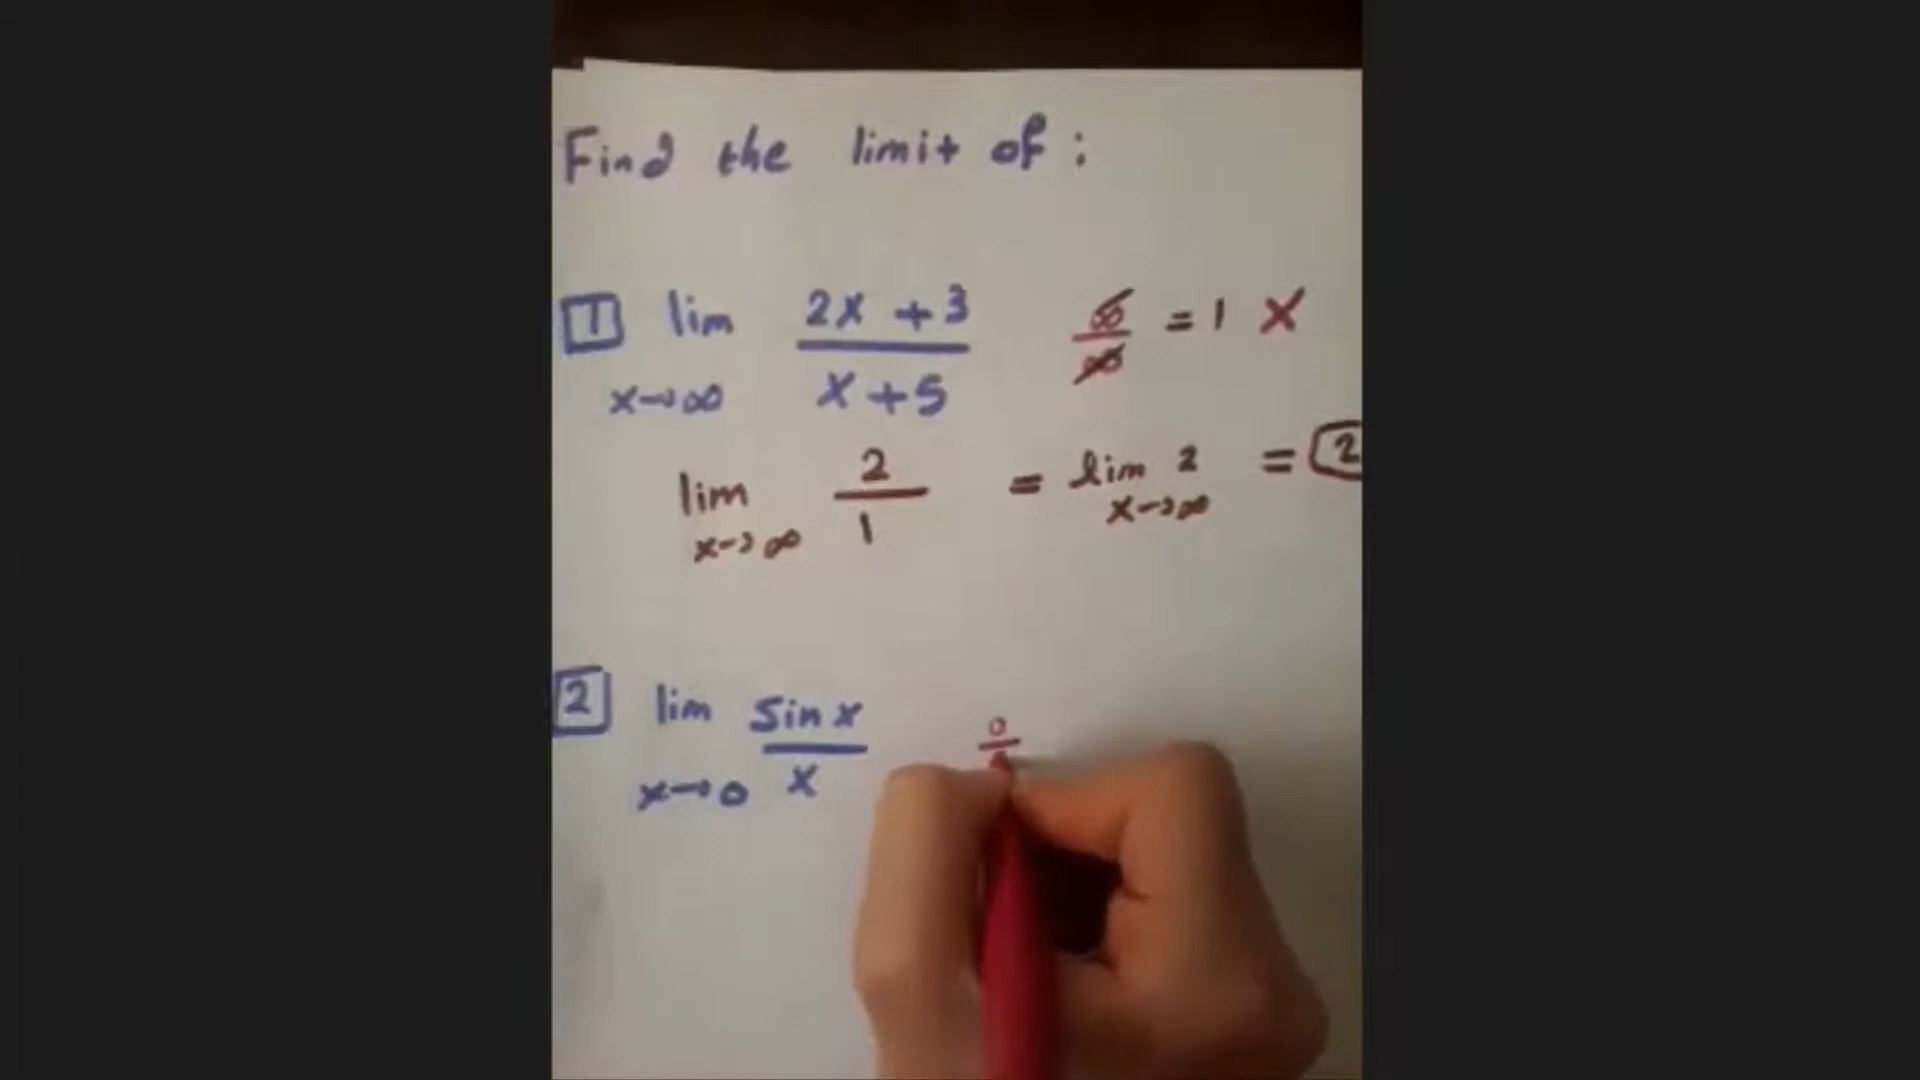 Find the limit of :
1 lim x→∞ (2x + 3)/(x + 5) ∞/∞ = 1 X
lim x→∞ 2/1 = lim x→∞ 2 = 2
2 lim x→0 sin x/x 0/